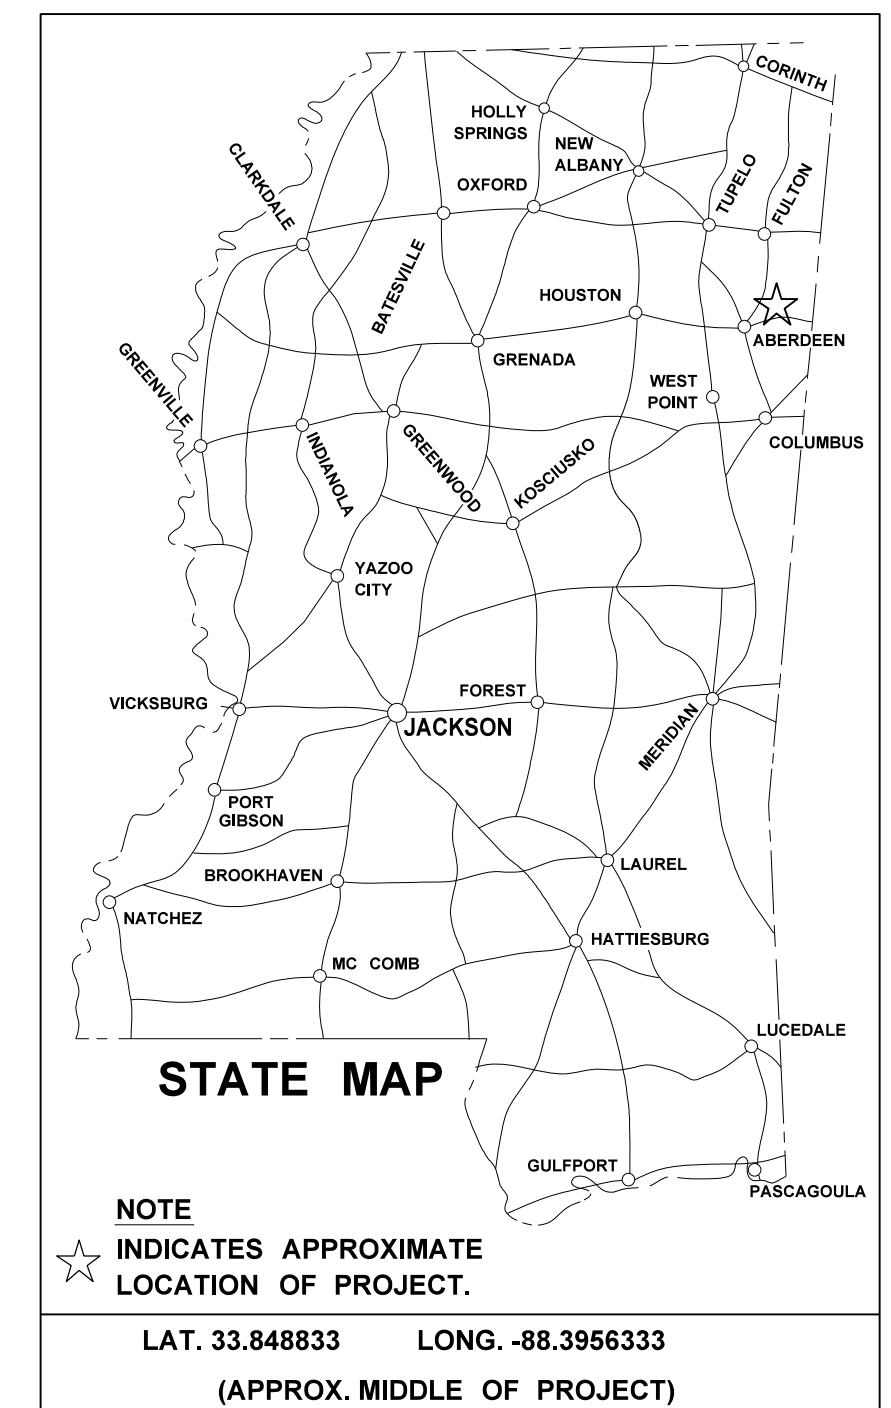 CORINTH
HOLLY
SPRINGS
NEW
ALBANY
CLARKDALE
OXFORD
TUPELO
FULTON
BATESVILLE
HOUSTON
ABERDEEN
GREENVILLE
GRENADA
WEST
POINT
COLUMBUS
INDIANOLA
GREENWOOD
KOSCIUSKO
YAZOO
CITY
VICKSBURG
FOREST
JACKSON
MERIDIAN
PORT
GIBSON
BROOKHAVEN
LAUREL
NATCHEZ
HATTIESBURG
MC COMB
LUCEDALE
STATE MAP
GULFPORT
PASCAGOULA
NOTE
INDICATES APPROXIMATE
LOCATION OF PROJECT.
LAT. 33.848833 LONG. -88.3956333
(APPROX. MIDDLE OF PROJECT)